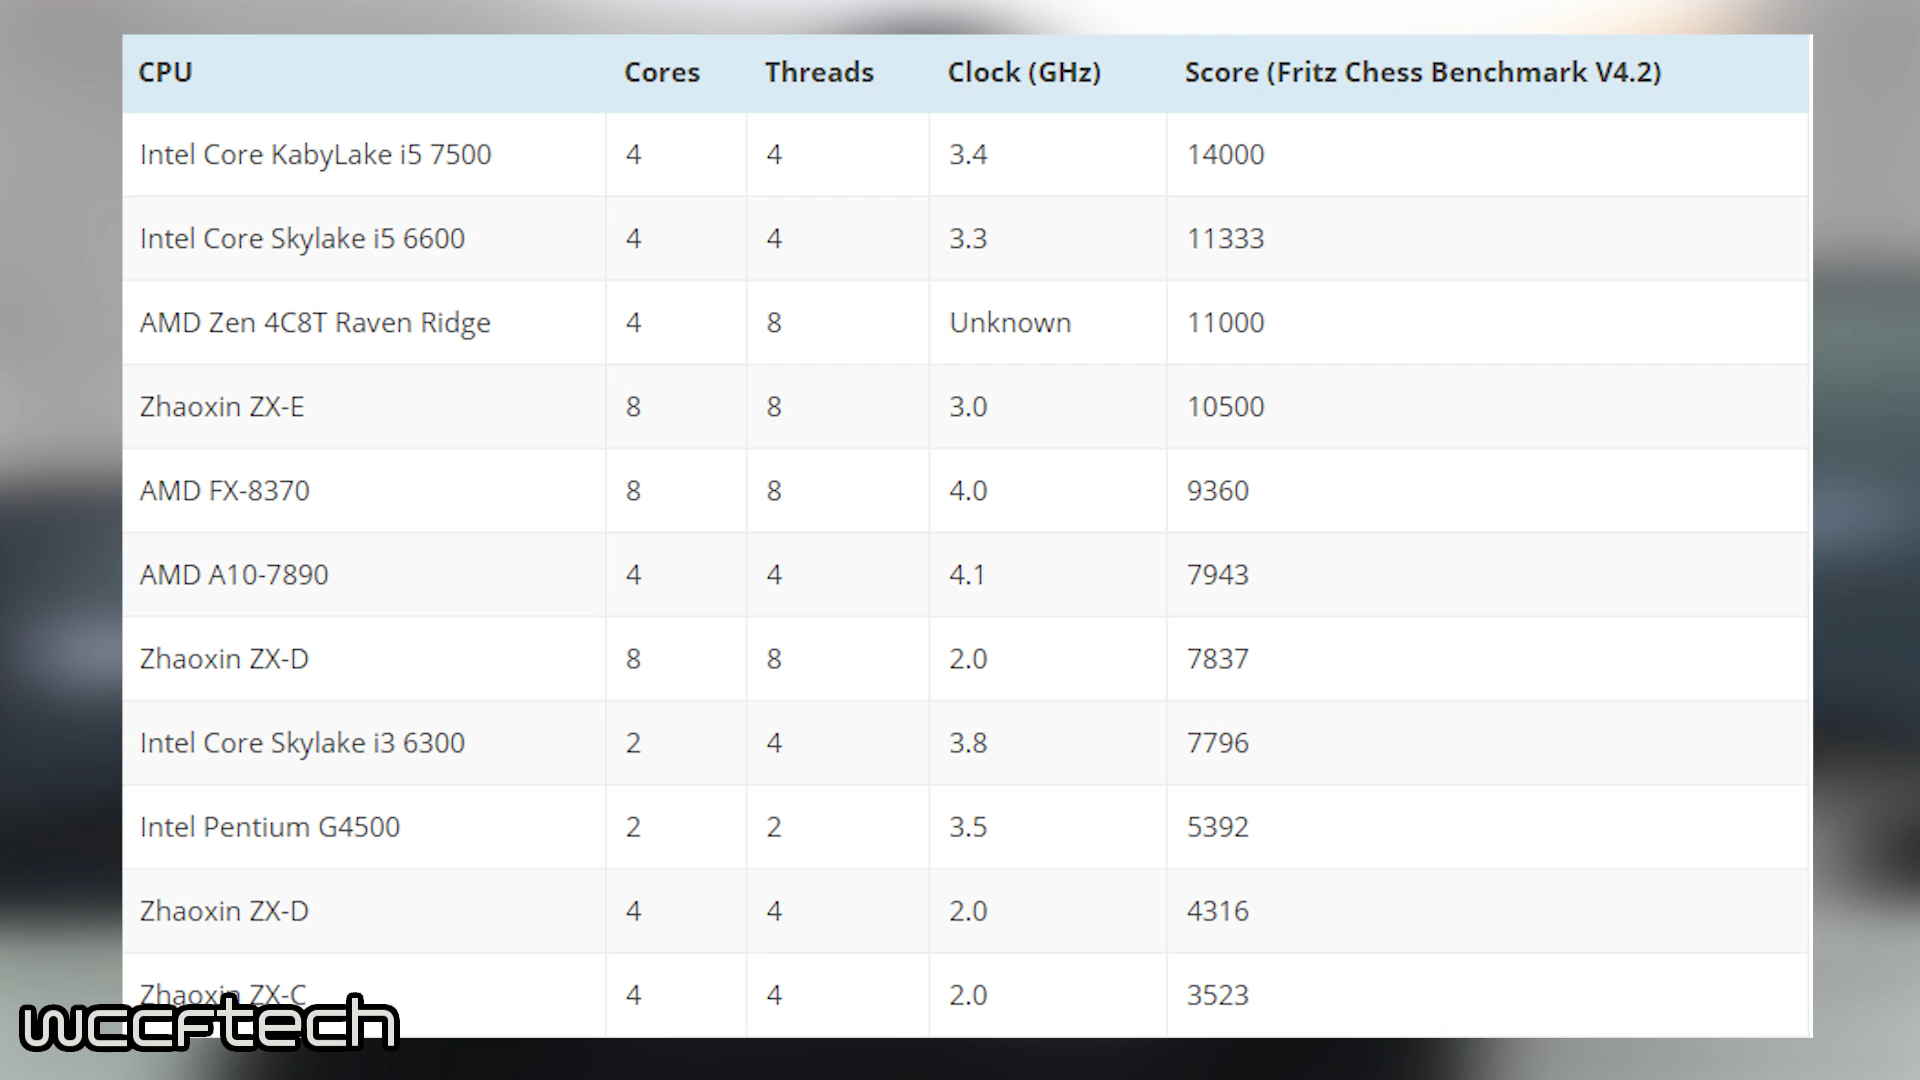 CPU Cores Threads Clock (GHz) Score (Fritz Chess Benchmark V4.2)
Intel Core KabyLake i5 7500 4 4 3.4 14000
Intel Core Skylake i5 6600 4 4 3.3 11333
AMD Zen 4C8T Raven Ridge 4 8 Unknown 11000
Zhaoxin ZX-E 8 8 3.0 10500
AMD FX-8370 8 8 4.0 9360
AMD A10-7890 4 4 4.1 7943
Zhaoxin ZX-D 8 8 2.0 7837
Intel Core Skylake i3 6300 2 4 3.8 7796
Intel Pentium G4500 2 2 3.5 5392
Zhaoxin ZX-D 4 4 2.0 4316
Zhaoxin ZX-C 4 4 2.0 3523
wccftech